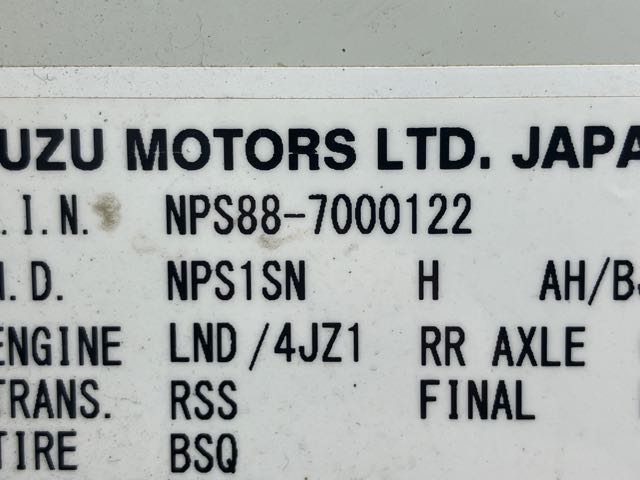 UZU MOTORS LTD. JAPA
.I.N. NPS88-7000122
.D. NPS1SN H AH/B
ENGINE LND/4JZ1 RR AXLE
TRANS. RSS FINAL
TIRE BSQ